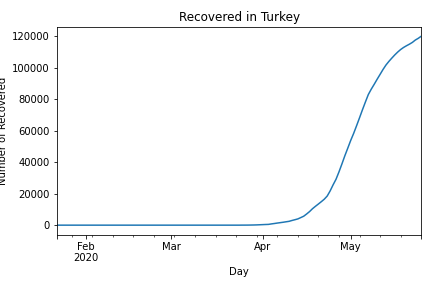 Recovered in Turkey
120000
100000
80000
60000
40000
20000
0
Number of Recovered
Feb
2020
Mar
Apr
May
Day